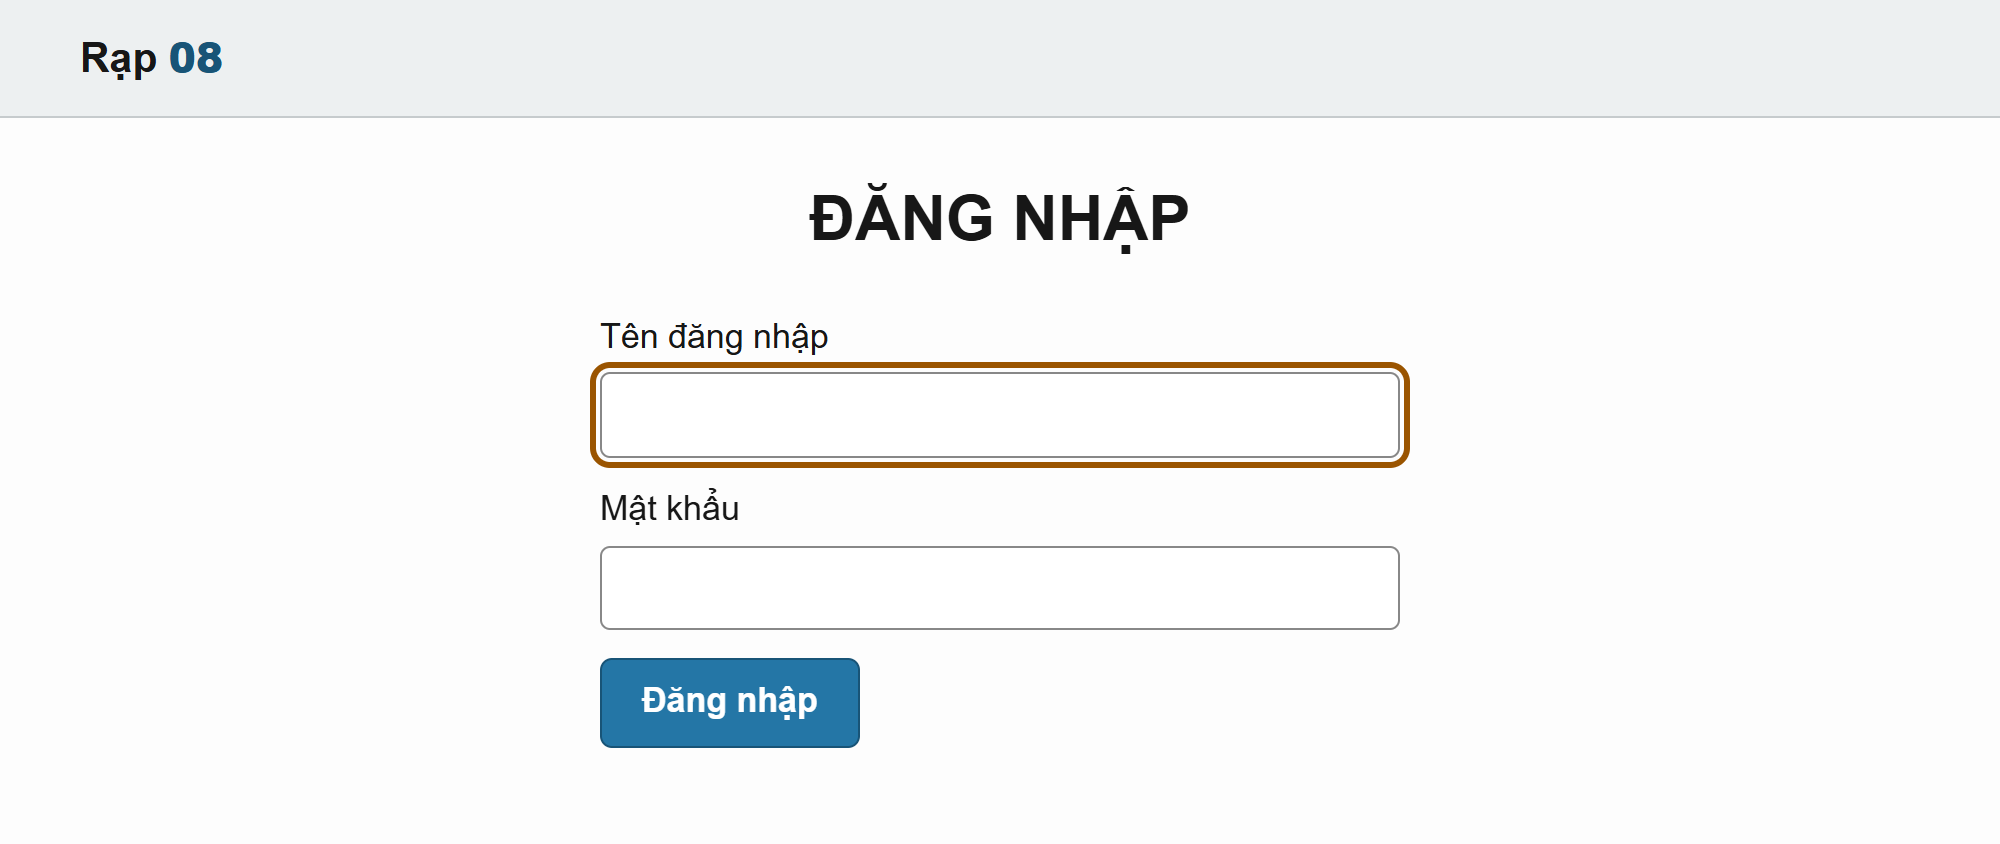 Rạp 08
ĐĂNG NHẬP
Tên đăng nhập
Mật khẩu
Đăng nhập